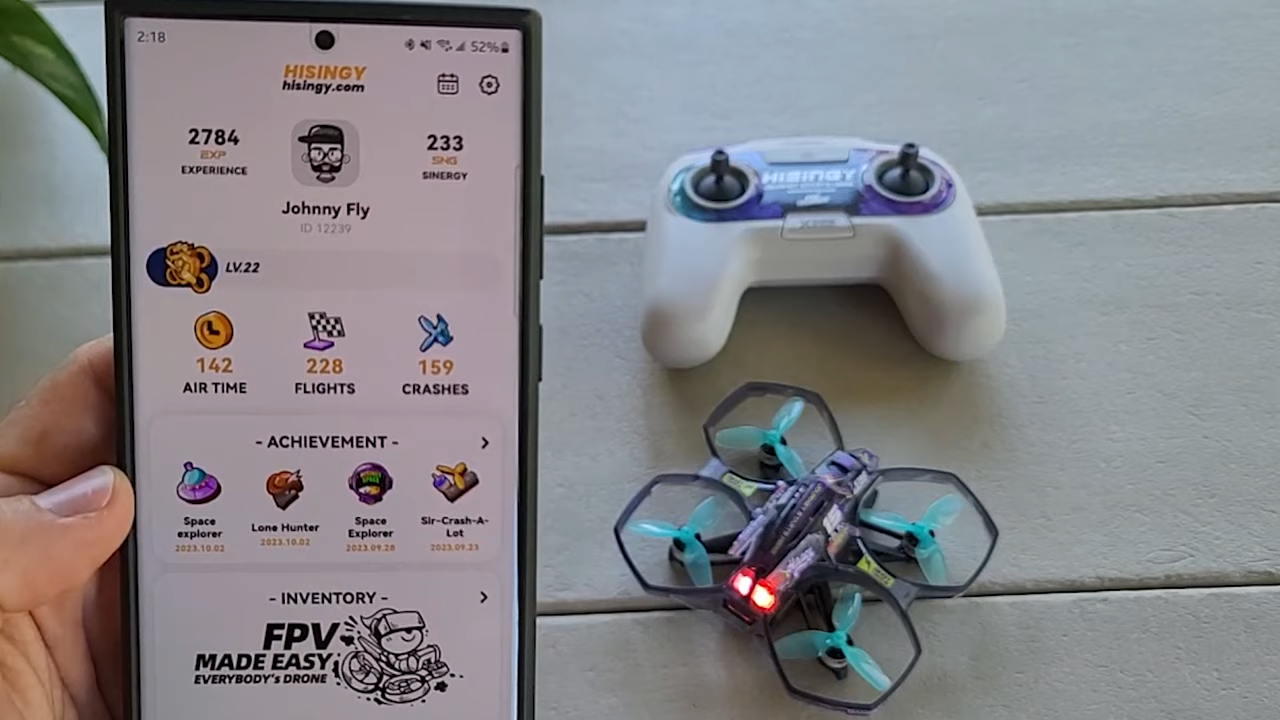 2:18
52%
HISINGY
hisingy.com
2784
EXP
EXPERIENCE
233
SNG
SINERGY
Johnny Fly
ID 12239
LV.22
142
AIR TIME
228
FLIGHTS
159
CRASHES
- ACHIEVEMENT -
Space
explorer
2023.10.02
Lone Hunter
2023.10.02
Space
Explorer
2023.09.28
Sir-Crash-A-
Lot
2023.09.23
- INVENTORY -
FPV
MADE EASY
EVERYBODY's DRONE
HISINGY